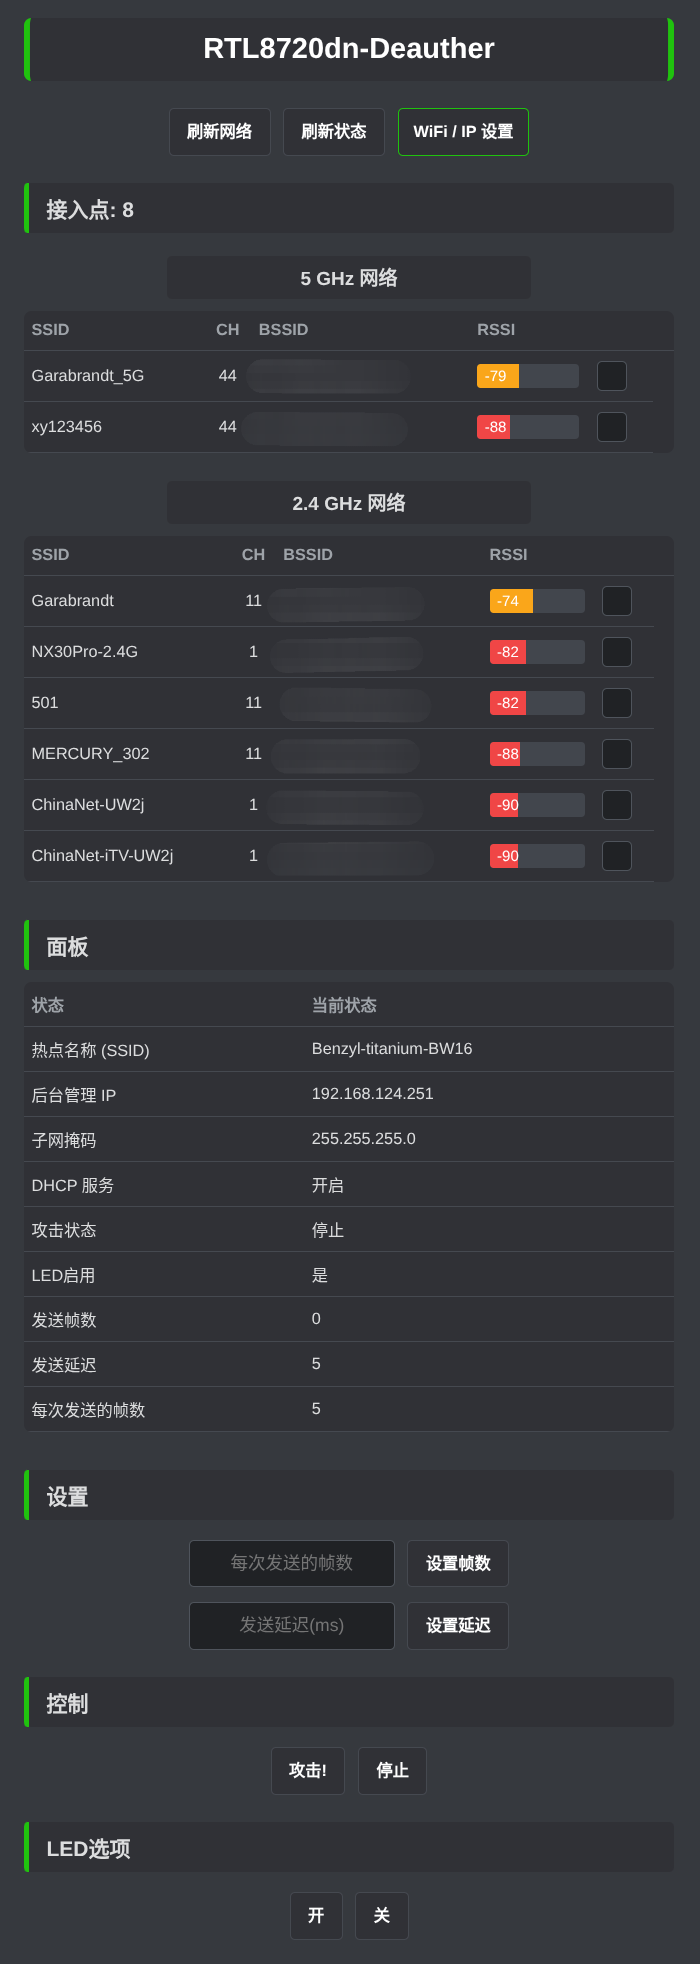 RTL8720dn-Deauther
刷新网络 刷新状态 WiFi / IP 设置
接入点: 8
5 GHz 网络
SSID CH BSSID RSSI
Garabrandt_5G 44 -79
xy123456 44 -88
2.4 GHz 网络
SSID CH BSSID RSSI
Garabrandt 11 -74
NX30Pro-2.4G 1 -82
501 11 -82
MERCURY_302 11 -88
ChinaNet-UW2j 1 -90
ChinaNet-iTV-UW2j 1 -90
面板
状态 当前状态
热点名称 (SSID) Benzyl-titanium-BW16
后台管理 IP 192.168.124.251
子网掩码 255.255.255.0
DHCP 服务 开启
攻击状态 停止
LED启用 是
发送帧数 0
发送延迟 5
每次发送的帧数 5
设置
每次发送的帧数 设置帧数
发送延迟(ms) 设置延迟
控制
攻击! 停止
LED选项
开 关